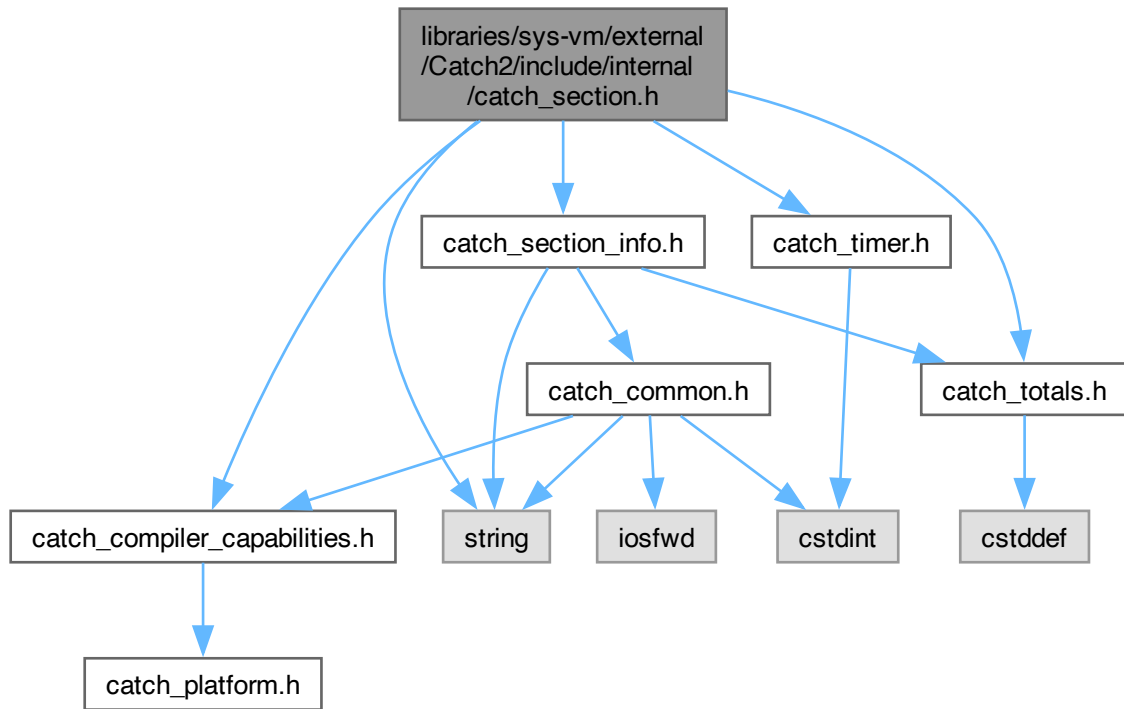 libraries/sys-vm/external
/Catch2/include/internal
/catch_section.h
catch_section_info.h
catch_timer.h
catch_common.h
catch_totals.h
catch_compiler_capabilities.h
string
iosfwd
cstdint
cstddef
catch_platform.h